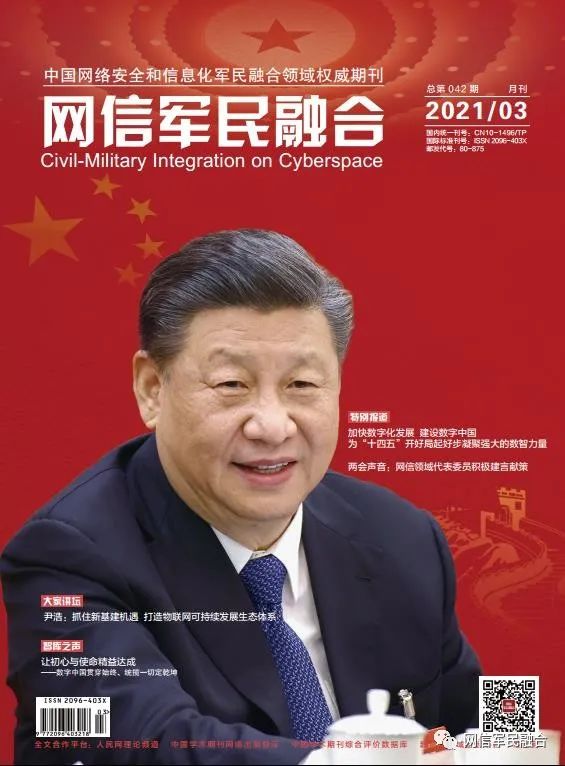 中国网络安全和信息化军民融合领域权威期刊
网信军民融合
Civil-Military Integration on Cyberspace
总第 042 期 月刊
2021/03
国内统一刊号：CN10-1496/TP
国际标准刊号：ISSN 2096-403X
邮发代号：80-875
特别报道
加快数字化发展 建设数字中国
为“十四五”开好局起好步凝聚强大的数智力量
两会声音：网信领域代表委员积极建言献策
大家讲坛
尹浩：抓住新基建机遇 打造物联网可持续发展生态体系
智库之声
让初心与使命精益达成
——数字中国贯穿始终、统揽一切定乾坤
ISSN 2096-403X
03
9 772096 403218
全文合作平台：人民网理论频道 中国学术期刊网络出版总库
期刊综合评价数据库
网信军民融合